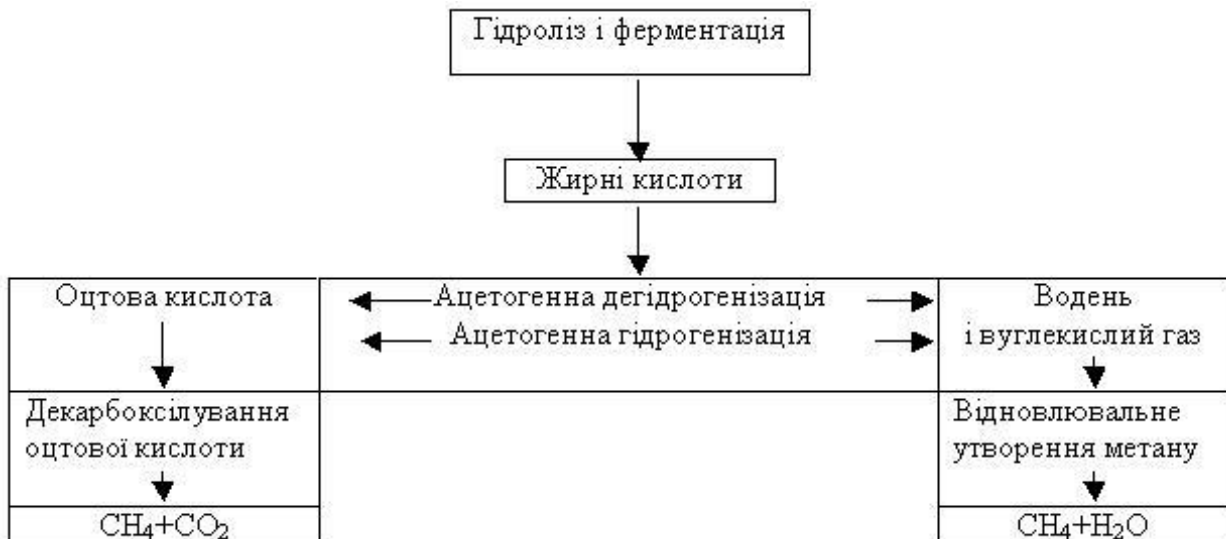 Гідроліз і ферментація
Жирні кислоти
Оцтова кислота
Ацетогенна дегідрогенізація
Водень
Ацетогенна гідрогенізація
і вуглекислий газ
Декарбоксілування
оцтової кислоти
Відновлювальне
утворення метану
CH₄+CO₂
CH₄+H₂O